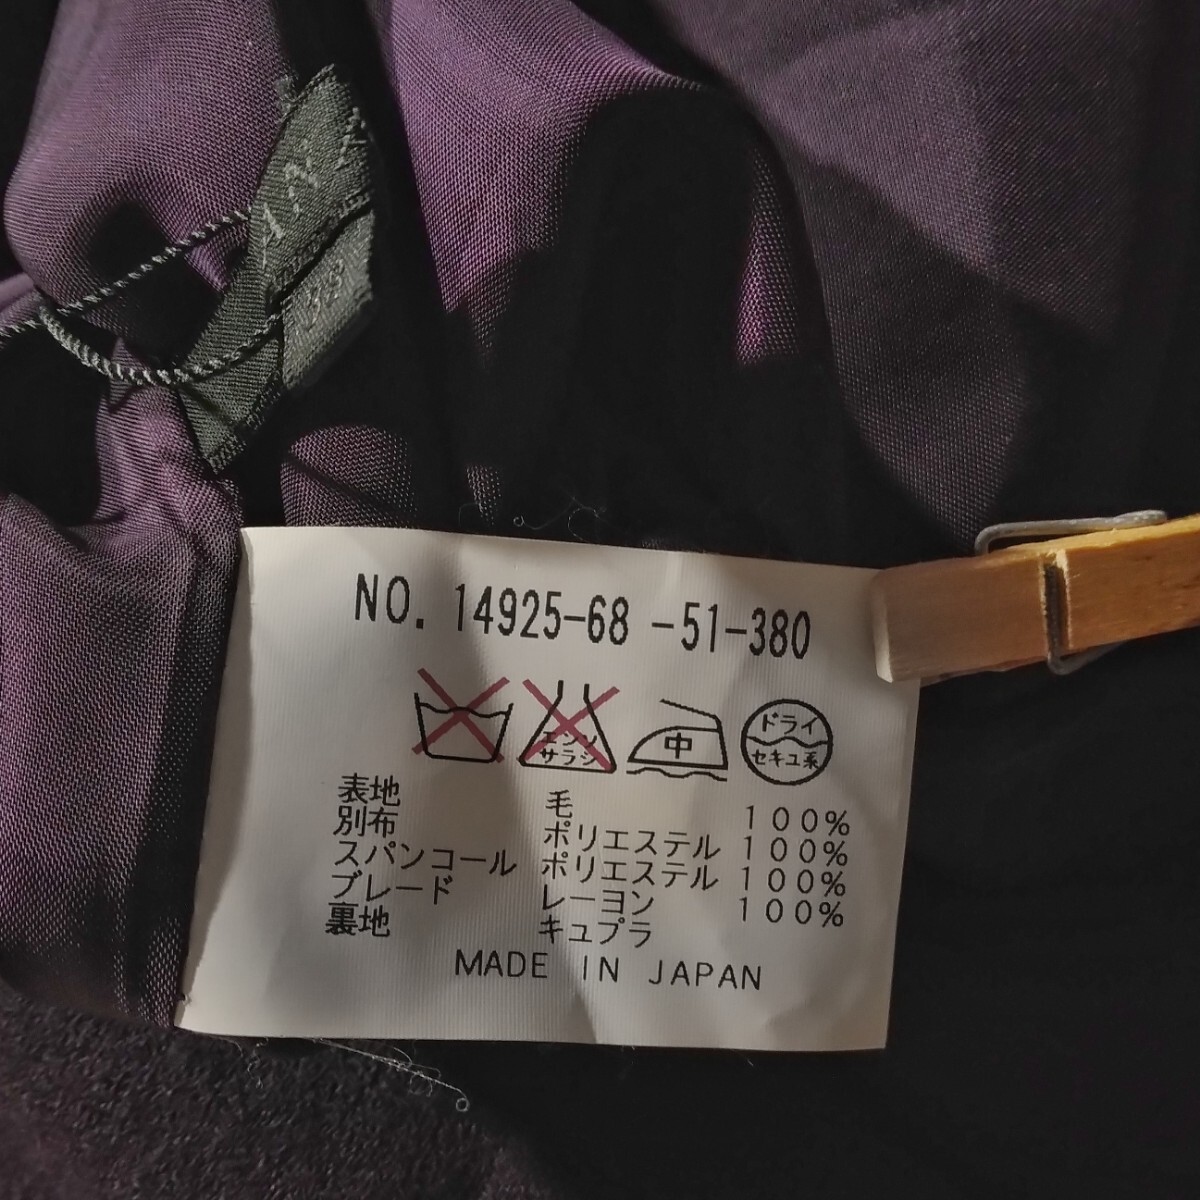 38
NO. 14925-68 -51-380
エンソ
サラシ
中
ドライ
セキユ系
表地 毛 100%
別布 ポリエステル 100%
スパンコール ポリエステル 100%
ブレード レーヨン 100%
裏地 キュプラ
MADE IN JAPAN